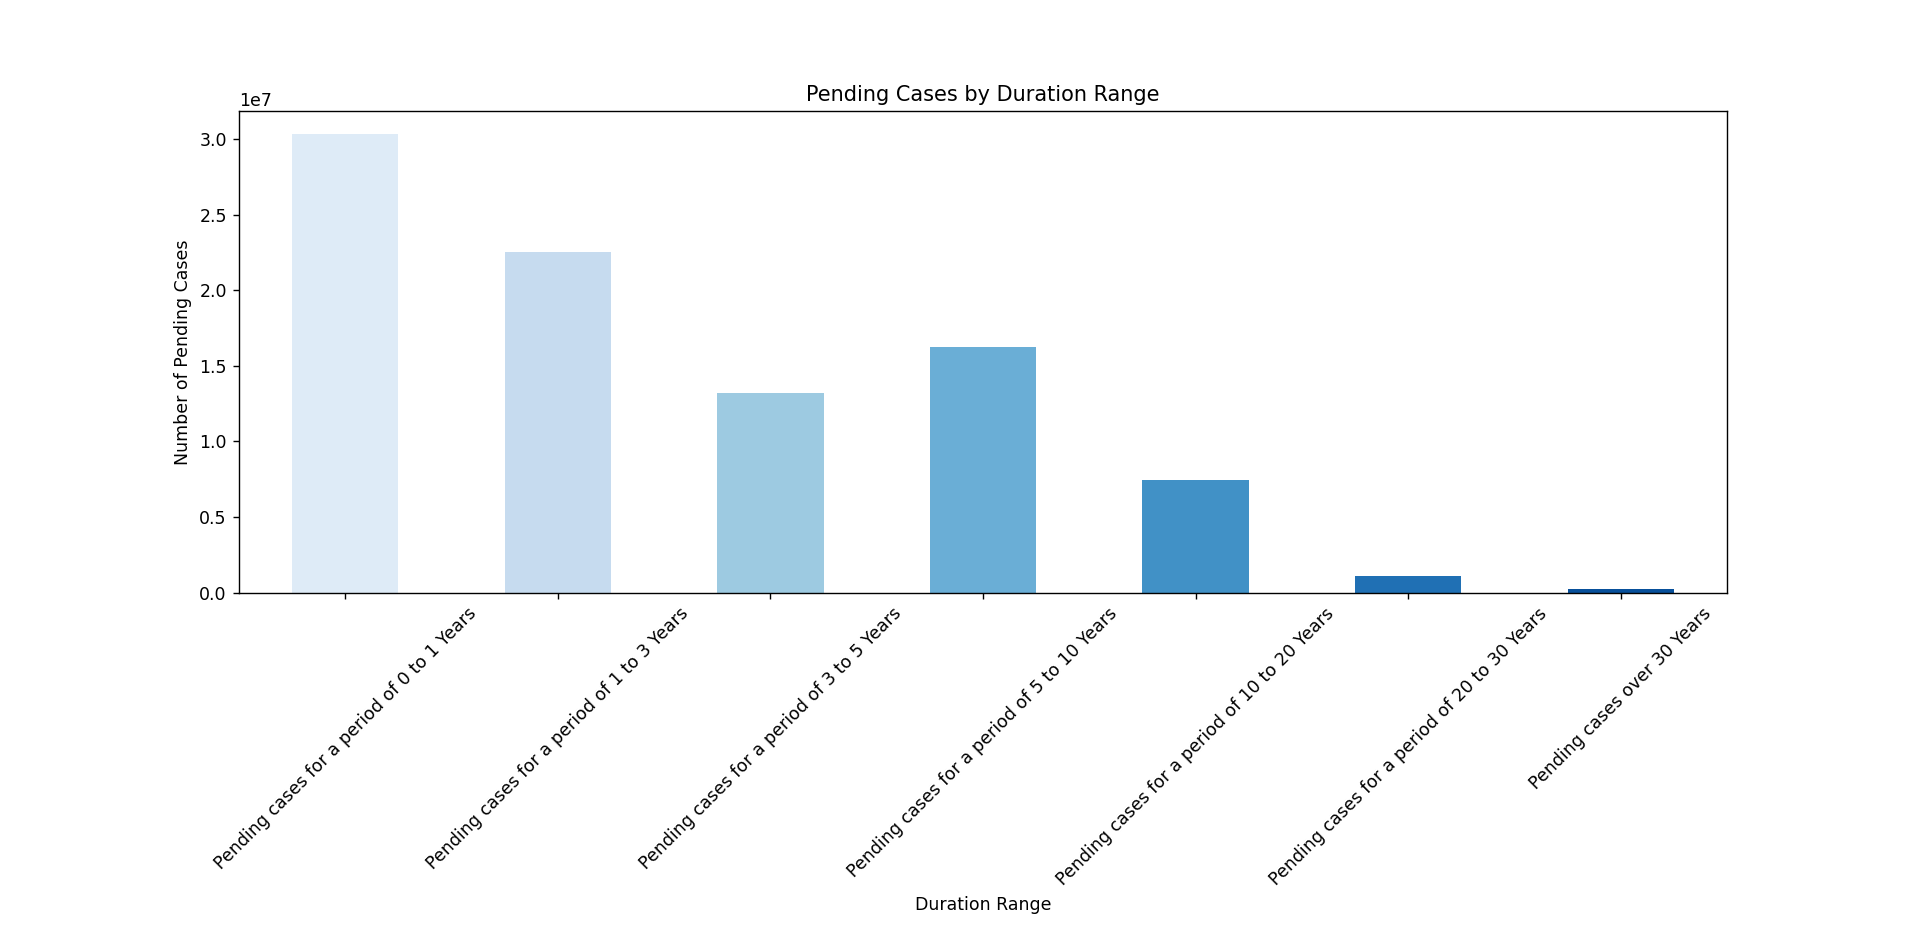 Pending Cases by Duration Range
1e7
3.0
2.5
2.0
1.5
1.0
0.5
0.0
Number of Pending Cases
Pending cases for a period of 0 to 1 Years
Pending cases for a period of 1 to 3 Years
Pending cases for a period of 3 to 5 Years
Pending cases for a period of 5 to 10 Years
Pending cases for a period of 10 to 20 Years
Pending cases for a period of 20 to 30 Years
Pending cases over 30 Years
Duration Range